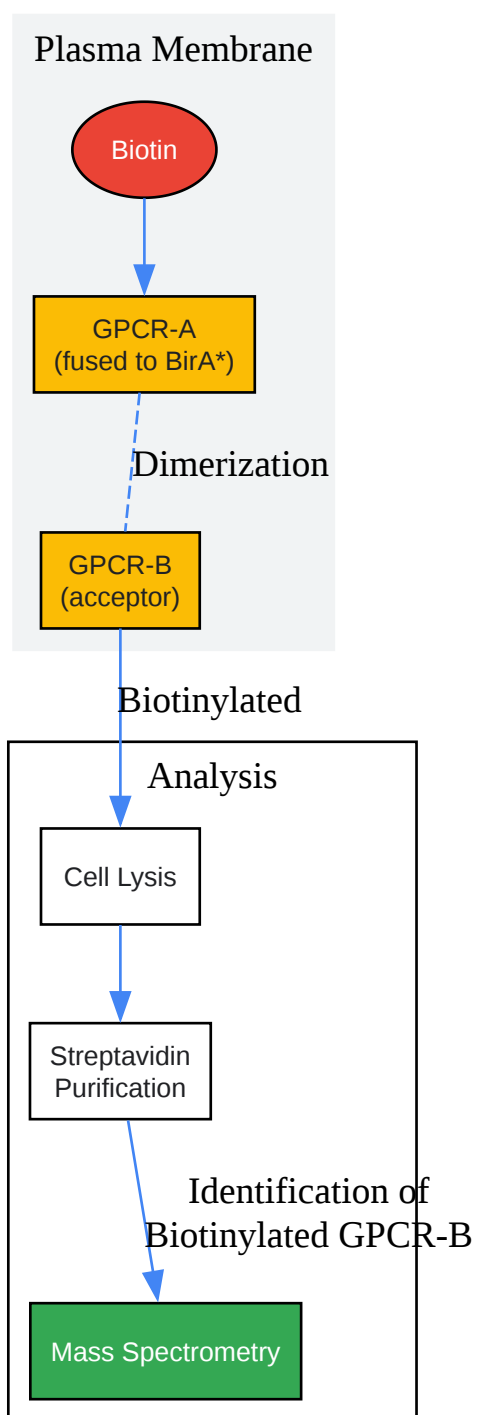 Plasma Membrane
Biotin
GPCR-A
(fused to BirA*)
Dimerization
GPCR-B
(acceptor)
Biotinylated
Analysis
Cell Lysis
Streptavidin
Purification
Identification of
Biotinylated GPCR-B
Mass Spectrometry